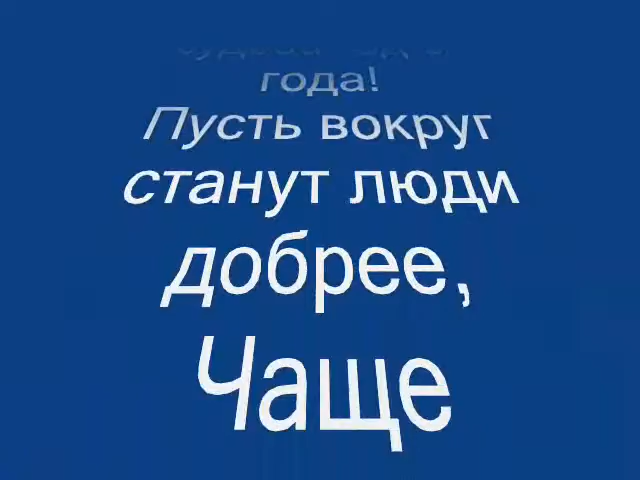 года!
Пусть вокруг
станут люди
добрее,
Чаще